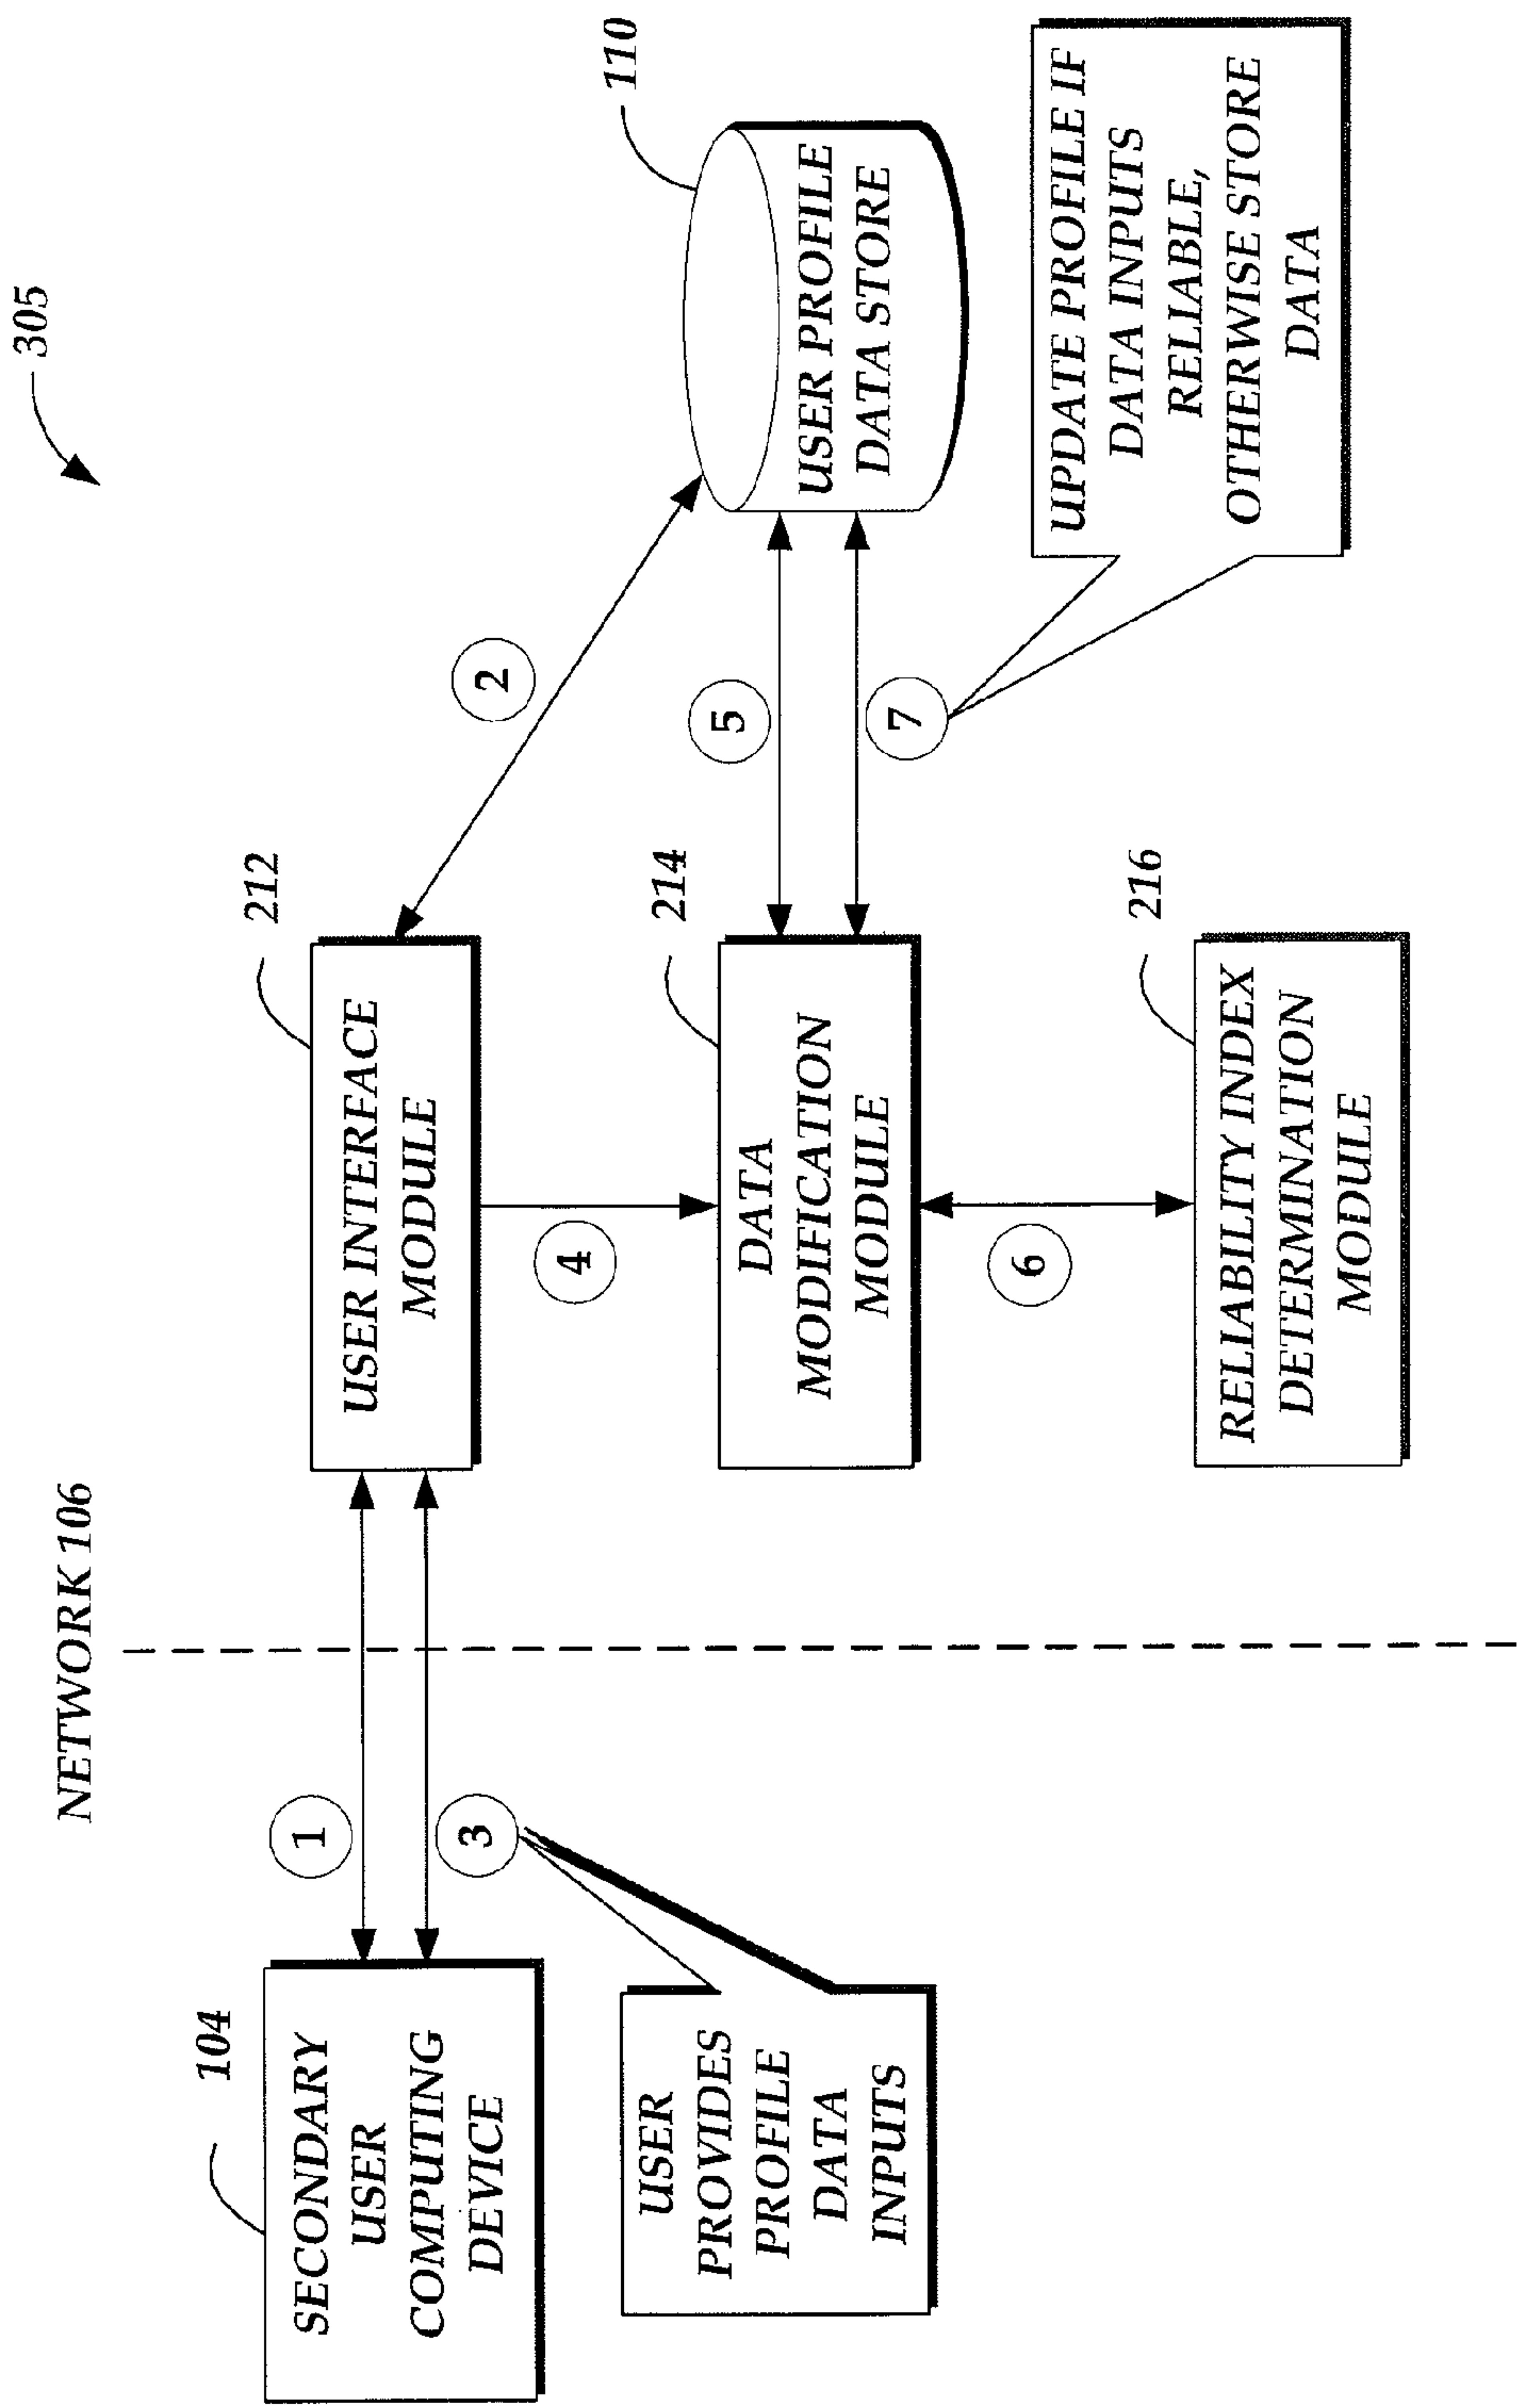 305
NETWORK 106
104
SECONDARY
USER
COMPUTING
DEVICE
1
3
USER
PROVIDES
PROFILE
DATA
INPUTS
212
USER INTERFACE
MODULE
2
4
214
DATA
MODIFICATION
MODULE
5
7
6
216
RELIABILITY INDEX
DETERMINATION
MODULE
110
USER PROFILE
DATA STORE
UPDATE PROFILE IF
DATA INPUTS
RELIABLE,
OTHERWISE STORE
DATA